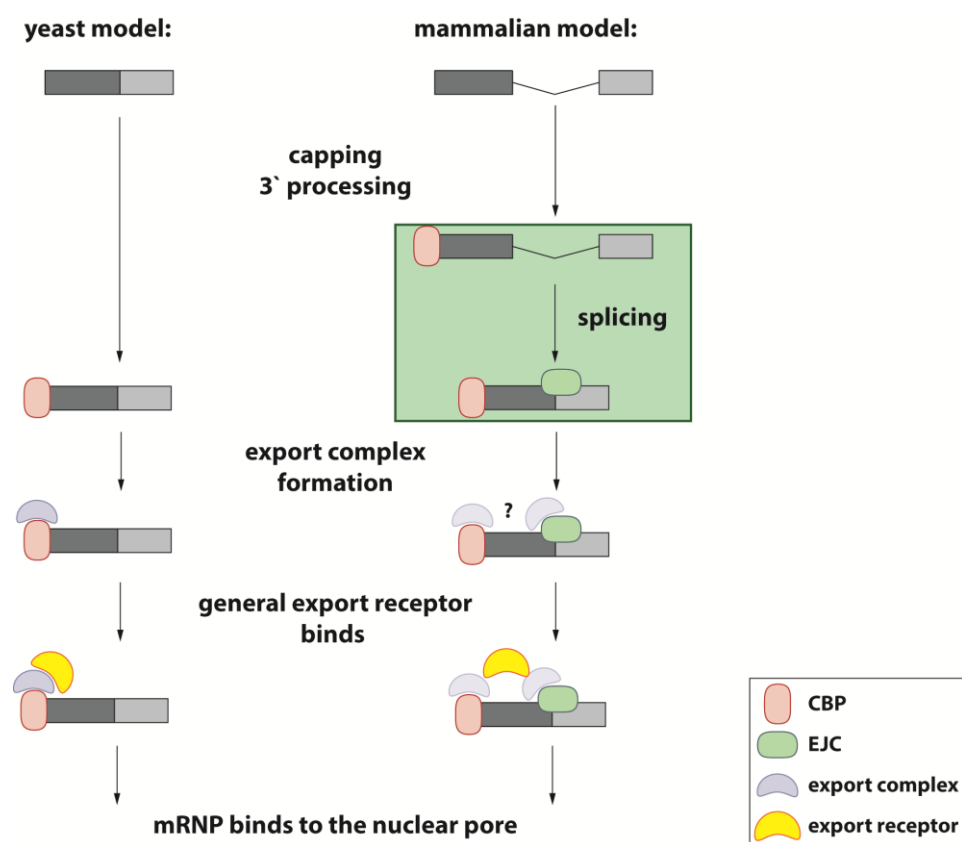 yeast model:
mammalian model:
capping
3` processing
splicing
export complex
formation
?
general export receptor
binds
mRNP binds to the nuclear pore
CBP
EJC
export complex
export receptor